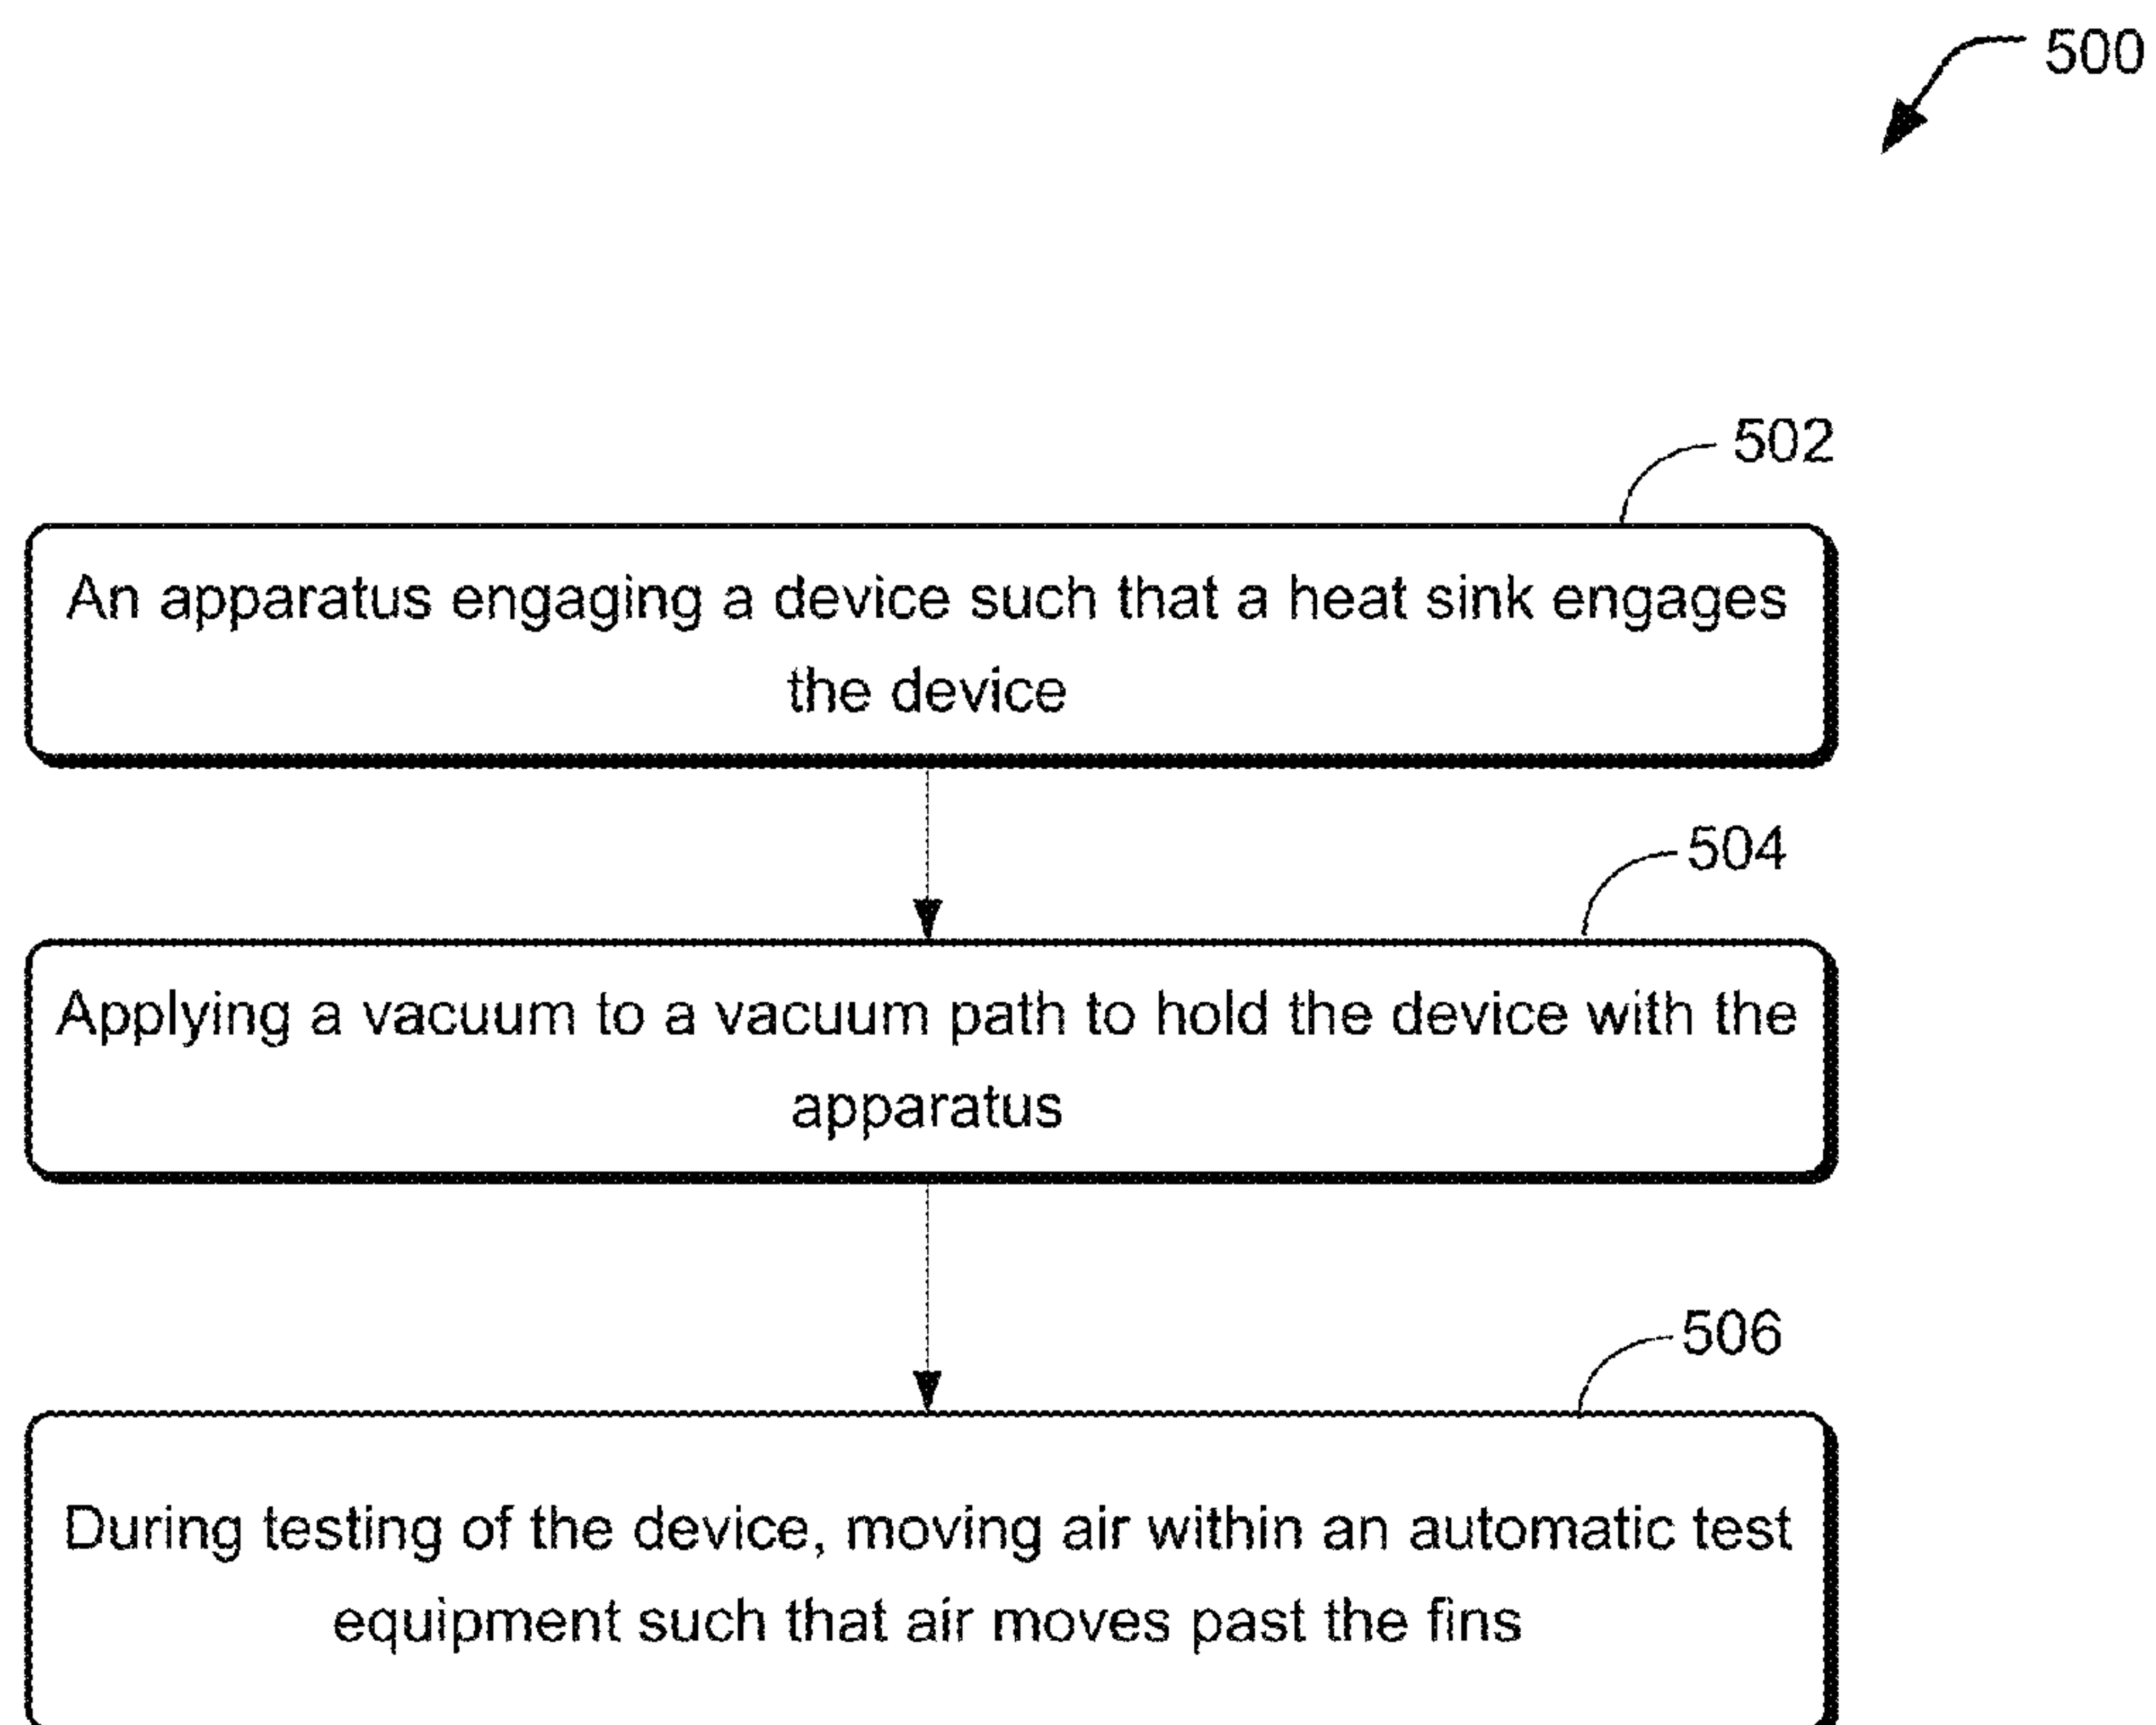 500
502
An apparatus engaging a device such that a heat sink engages
the device
504
Applying a vacuum to a vacuum path to hold the device with the
apparatus
506
During testing of the device, moving air within an automatic test
equipment such that air moves past the fins